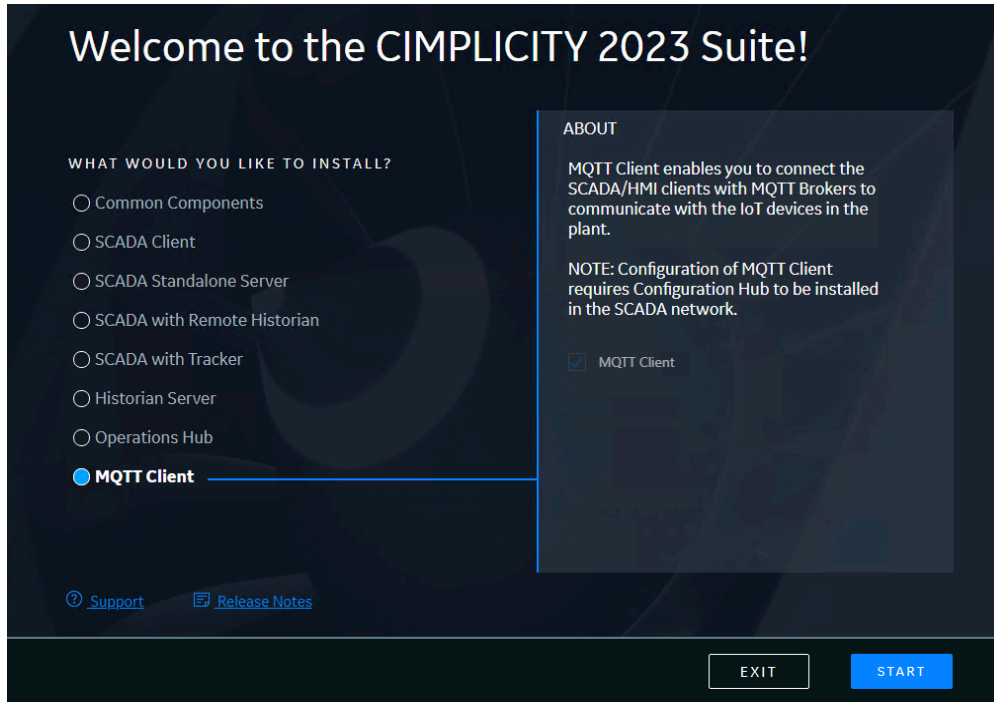 Welcome to the CIMPLICITY 2023 Suite!
WHAT WOULD YOU LIKE TO INSTALL?
Common Components
SCADA Client
SCADA Standalone Server
SCADA with Remote Historian
SCADA with Tracker
Historian Server
Operations Hub
MQTT Client
ABOUT
MQTT Client enables you to connect the
SCADA/HMI clients with MQTT Brokers to
communicate with the IoT devices in the
plant.
NOTE: Configuration of MQTT Client
requires Configuration Hub to be installed
in the SCADA network.
MQTT Client
Support
Release Notes
EXIT
START